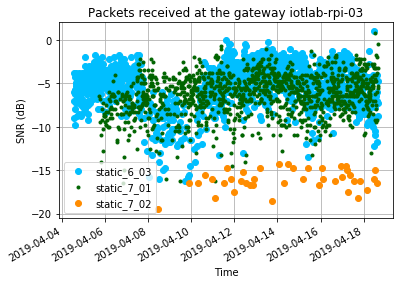 Packets received at the gateway iotlab-rpi-03
SNR (dB)
0
−5
−10
−15
−20
static_6_03
static_7_01
static_7_02
2019-04-04
2019-04-06
2019-04-08
2019-04-10
2019-04-12
2019-04-14
2019-04-16
2019-04-18
Time